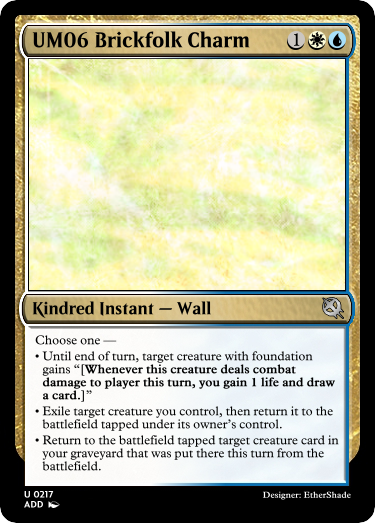 UM06 Brickfolk Charm
1
Kindred Instant — Wall
Choose one —
• Until end of turn, target creature with foundation
gains “[Whenever this creature deals combat
damage to player this turn, you gain 1 life and draw
a card.]”
• Exile target creature you control, then return it to the
battlefield tapped under its owner's control.
• Return to the battlefield tapped target creature card in
your graveyard that was put there this turn from the
battlefield.
U 0217
ADD
Designer: EtherShade